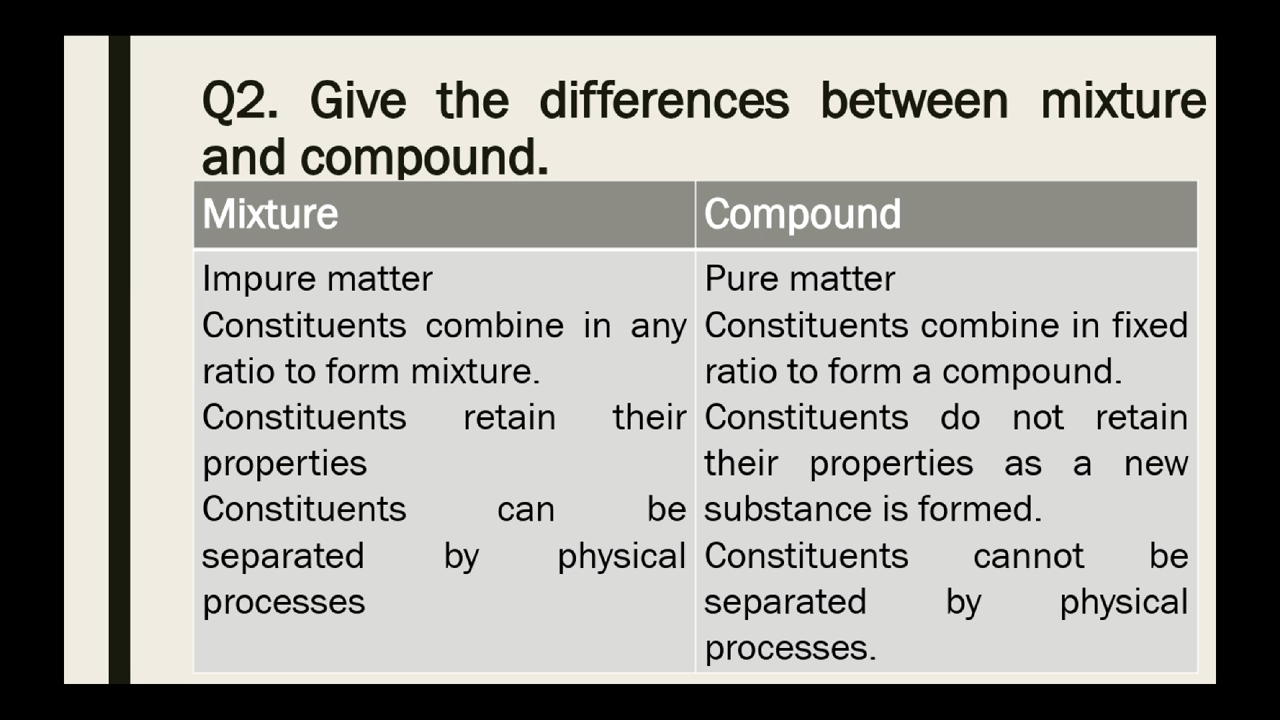 Q2. Give the differences between mixture
and compound.
Mixture
Compound
Impure matter
Constituents combine in any
ratio to form mixture.
Constituents retain their
properties
Constituents can be
separated by physical
processes
Pure matter
Constituents combine in fixed
ratio to form a compound.
Constituents do not retain
their properties as a new
substance is formed.
Constituents cannot be
separated by physical
processes.